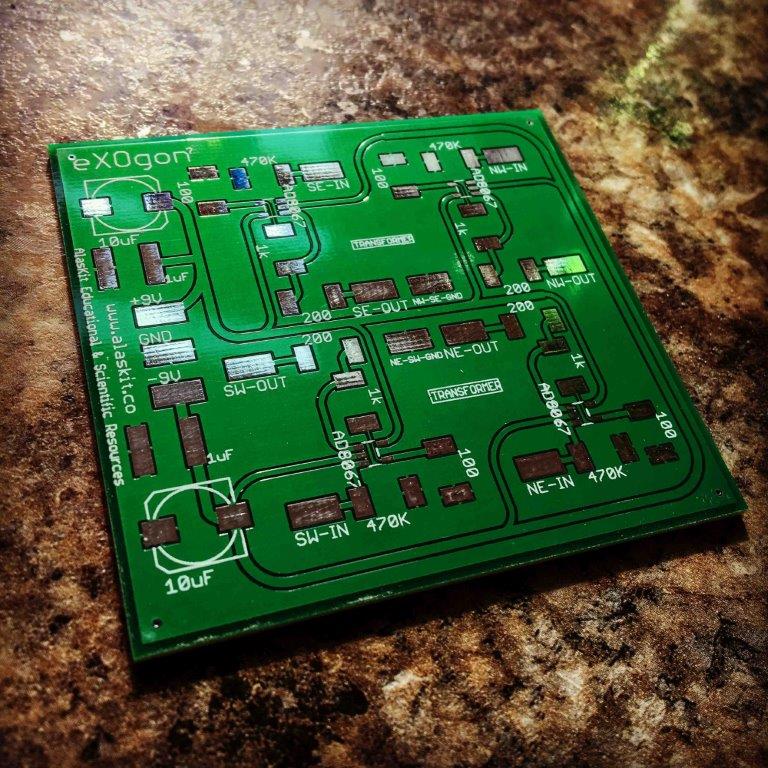 eXOgon
470K
SE-IN
470K
NW-IN
100
AD8067
100
AD8067
10uF
1k
TRANSFORMER
1k
1uF
+9V
200
SE-OUT
NW-SE-GND
200
NW-OUT
GND
-9V
SW-OUT
200
NE-SW-GND
NE-OUT
200
TRANSFORMER
1k
1k
Alaskit Educational & Scientific Resources
www.alaskit.co
1uF
AD8067
100
AD8067
100
SW-IN
470K
NE-IN
470K
10uF